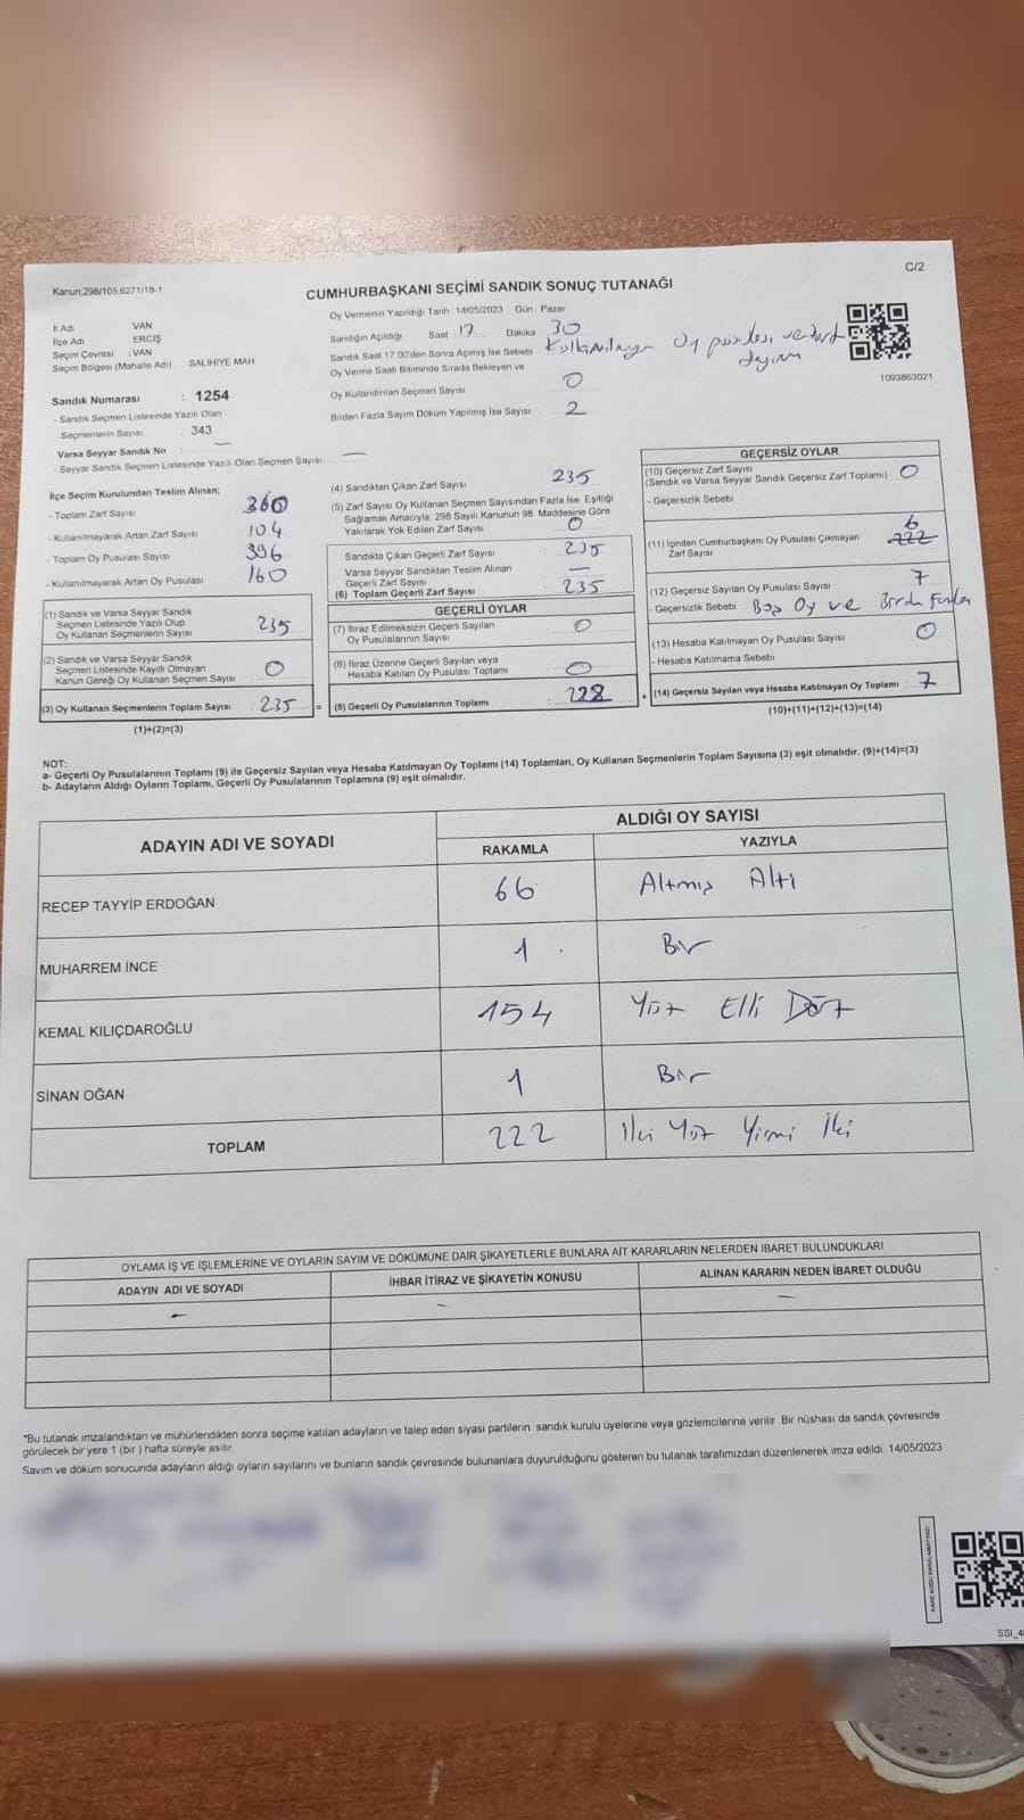 C/2
Kanun:298/105.6271/18-1
CUMHURBAŞKANI SEÇİMİ SANDIK SONUÇ TUTANAĞI
Oy Vermenin Yapıldığı Tarih 14/05/2023 Gün: Pazar
İl Adı VAN
İlçe Adı ERCİŞ
Seçim Çevresi : VAN
Seçim Bölgesi (Mahalle Adı) SALİHİYE MAH
Sandık Numarası : 1254
- Sandık Seçmen Listesinde Yazılı Olan
Seçmenlerin Sayısı : 343
Varsa Seyyar Sandık No —
- Seyyar Sandık Seçmen Listesinde Yazılı Olan Seçmen Sayısı —
Sandığın Açıldığı Saat : 17 Dakika 30
Sandık Saat 17.00'den Sonra Açılmış İse Sebebi Oy ve
Oy Verme Saati Bitiminde Sırada Bekleyen ve
Oy Kullandırılan Seçmen Sayısı 0
Birden Fazla Sayım Döküm Yapılmış İse Sayısı 2
1093863021
İlçe Seçim Kurulundan Teslim Alınan:
- Toplam Zarf Sayısı 360
- Kullanılmayarak Artan Zarf Sayısı 104
- Toplam Oy Pusulası Sayısı 396
- Kullanılmayarak Artan Oy Pusulası 160
(1) Sandık ve Varsa Seyyar Sandık
Seçmen Listesinde Yazılı Olup
Oy Kullanan Seçmenlerin Sayısı 235
(2) Sandık ve Varsa Seyyar Sandık
Seçmen Listesinde Kayıtlı Olmayan
Kanun Gereği Oy Kullanan Seçmen Sayısı 0
(3) Oy Kullanan Seçmenlerin Toplam Sayısı : 235 =
(1)+(2)=(3)
(4) Sandıktan Çıkan Zarf Sayısı 235
(5) Zarf Sayısı Oy Kullanan Seçmen Sayısından Fazla İse, Eşitliği
Sağlamak Amacıyla, 298 Sayılı Kanunun 98. Maddesine Göre
Yakılarak Yok Edilen Zarf Sayısı 0
Sandıkta Çıkan Geçerli Zarf Sayısı : 235
Varsa Seyyar Sandıktan Teslim Alınan
Geçerli Zarf Sayısı —
(6) Toplam Geçerli Zarf Sayısı : 235
GEÇERLİ OYLAR
(7) İtiraz Edilmeksizin Geçerli Sayılan
Oy Pusulalarının Sayısı 0
(8) İtiraz Üzerine Geçerli Sayılan veya
Hesaba Katılan Oy Pusulası Toplamı 0
(9) Geçerli Oy Pusulalarının Toplamı : 228 +
GEÇERSİZ OYLAR
(10) Geçersiz Zarf Sayısı
(Sandık ve Varsa Seyyar Sandık Geçersiz Zarf Toplamı) 0
- Geçersizlik Sebebi
6
(11) İçinden Cumhurbaşkanı Oy Pusulası Çıkmayan 222
Zarf Sayısı
(12) Geçersiz Sayılan Oy Pusulası Sayısı 7
Geçersizlik Sebebi Boş Oy ve Birden Fazla
(13) Hesaba Katılmayan Oy Pusulası Sayısı 0
- Hesaba Katılmama Sebebi
(14) Geçersiz Sayılan veya Hesaba Katılmayan Oy Toplamı 7
(10)+(11)+(12)+(13)=(14)
NOT:
a- Geçerli Oy Pusulalarının Toplamı (9) ile Geçersiz Sayılan veya Hesaba Katılmayan Oy Toplamı (14) Toplamları, Oy Kullanan Seçmenlerin Toplam Sayısına (3) eşit olmalıdır. (9)+(14)=(3)
b- Adayların Aldığı Oyların Toplamı, Geçerli Oy Pusulalarının Toplamına (9) eşit olmalıdır.
ADAYIN ADI VE SOYADI
ALDIĞI OY SAYISI
RAKAMLA YAZIYLA
RECEP TAYYİP ERDOĞAN 66 Altmış Altı
MUHARREM İNCE 1 Bir
KEMAL KILIÇDAROĞLU 154 Yüz Elli Dört
SİNAN OĞAN 1 Bir
TOPLAM 222 İki Yüz Yirmi İki
OYLAMA İŞ VE İŞLEMLERİNE VE OYLARIN SAYIM VE DÖKÜMÜNE DAİR ŞİKAYETLERLE BUNLARA AİT KARARLARIN NELERDEN İBARET BULUNDUKLARI
ADAYIN ADI VE SOYADI İHBAR İTİRAZ VE ŞİKAYETİN KONUSU ALINAN KARARIN NEDEN İBARET OLDUĞU
— — —
*Bu tutanak imzalandıktan ve mühürlendikten sonra seçime katılan adayların ve talep eden siyasi partilerin sandık kurulu üyelerine veya gözlemcilerine verilir. Bir nüshası da sandık çevresinde
görülecek bir yere 1 (bir ) hafta süreyle asılır.
Sayım ve döküm sonucunda adayların aldığı oyların sayılarını ve bunların sandık çevresinde bulunanlara duyurulduğunu gösteren bu tutanak tarafımızdan düzenlenerek imza edildi. 14/05/2023